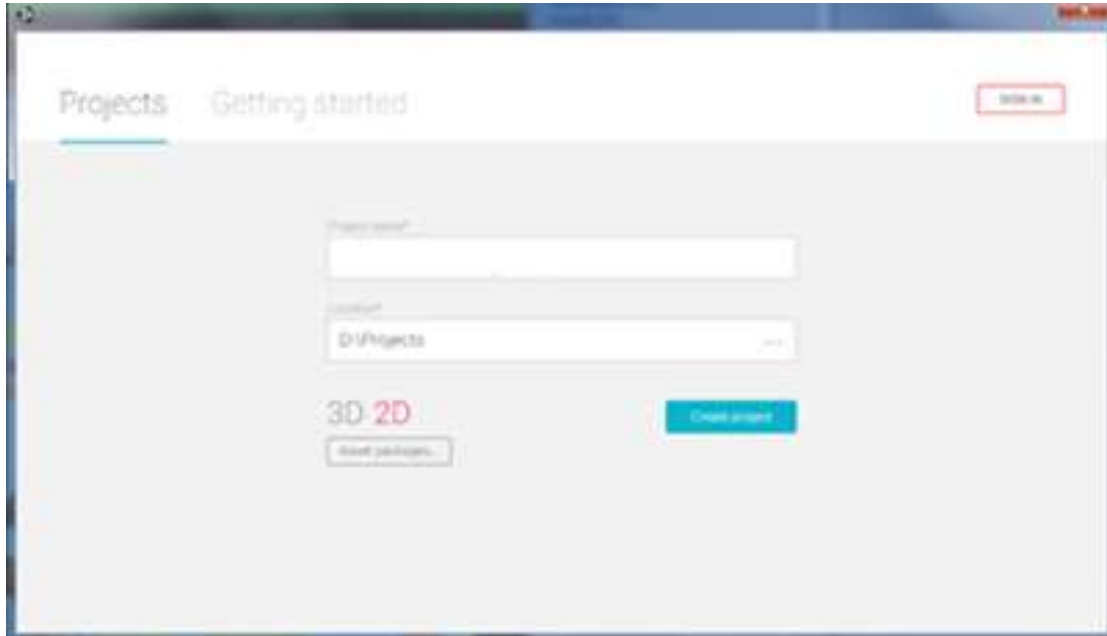 Projects Getting started
SIGN IN
Project name*
Location*
D:\Projects ...
3D 2D
Create project
Asset packages...